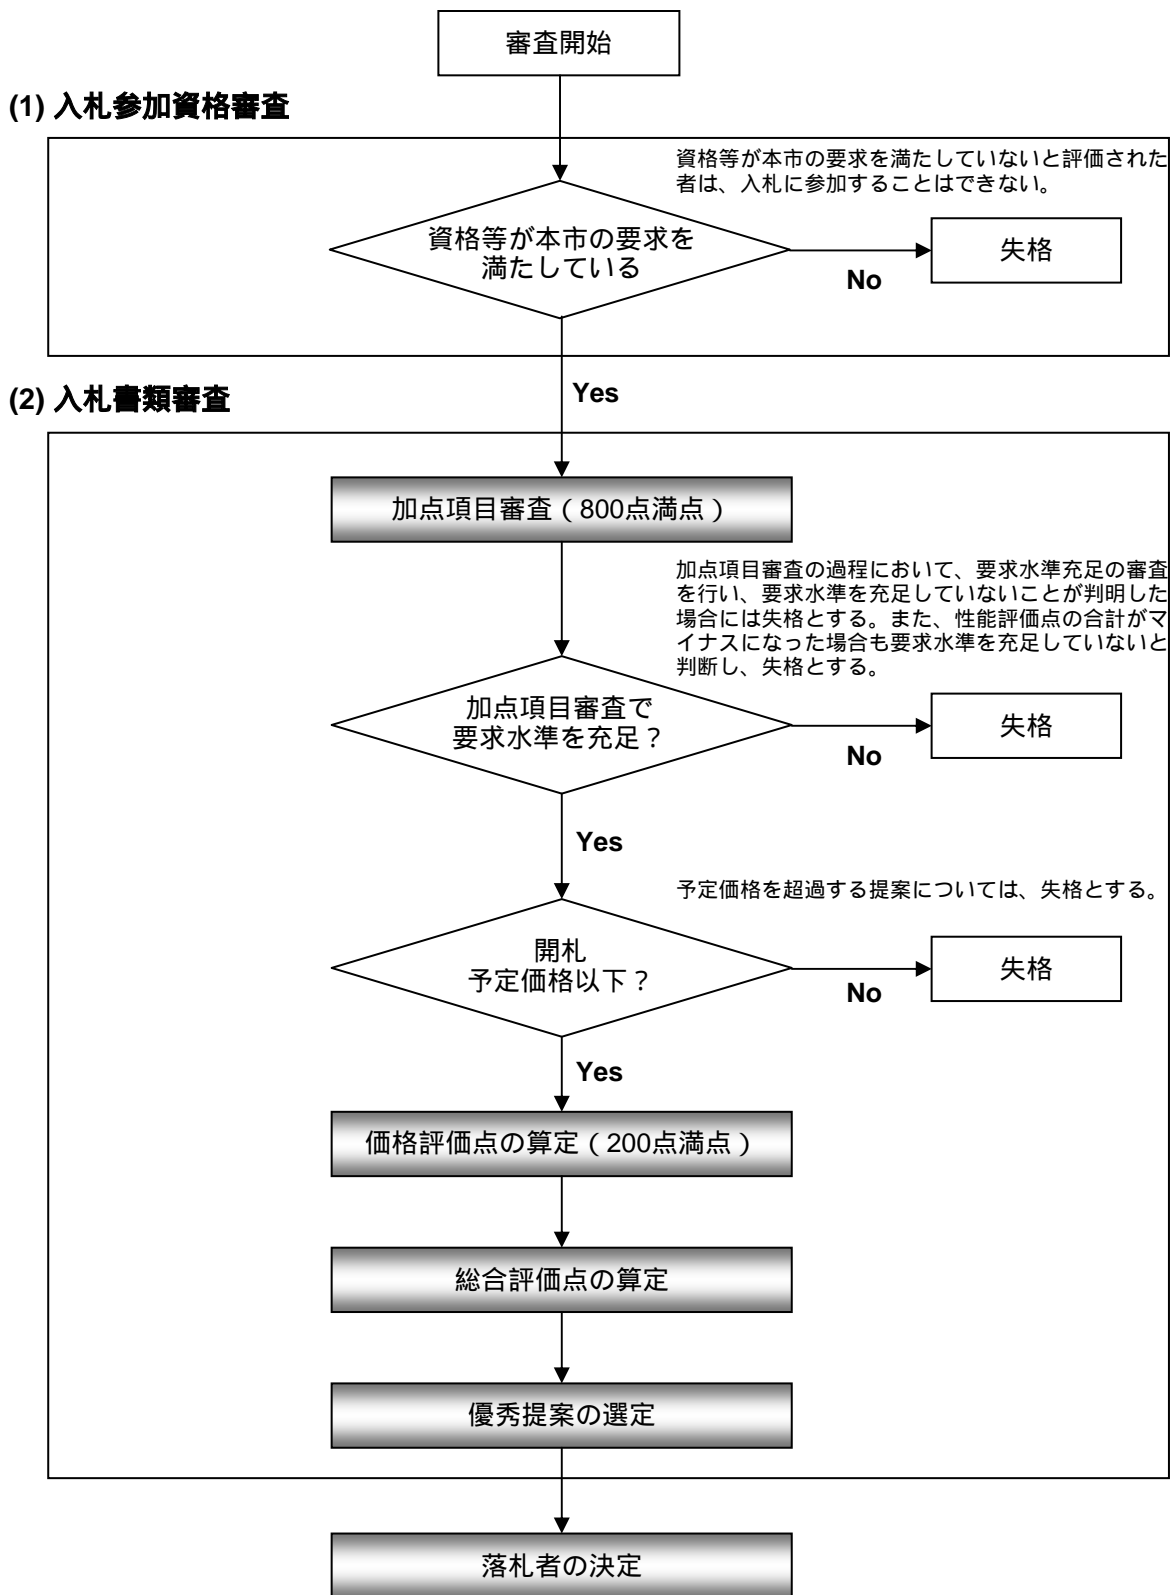 審査開始
(1) 入札参加資格審査
資格等が本市の要求を満たしていないと評価された
者は、入札に参加することはできない。
資格等が本市の要求を
満たしている
No
失格
Yes
(2) 入札書類審査
加点項目審査（800点満点）
加点項目審査の過程において、要求水準充足の審査
を行い、要求水準を充足していないことが判明した
場合には失格とする。また、性能評価点の合計がマ
イナスになった場合も要求水準を充足していないと
判断し、失格とする。
加点項目審査で
要求水準を充足？
No
失格
Yes
予定価格を超過する提案については、失格とする。
開札
予定価格以下？
No
失格
Yes
価格評価点の算定（200点満点）
総合評価点の算定
優秀提案の選定
落札者の決定